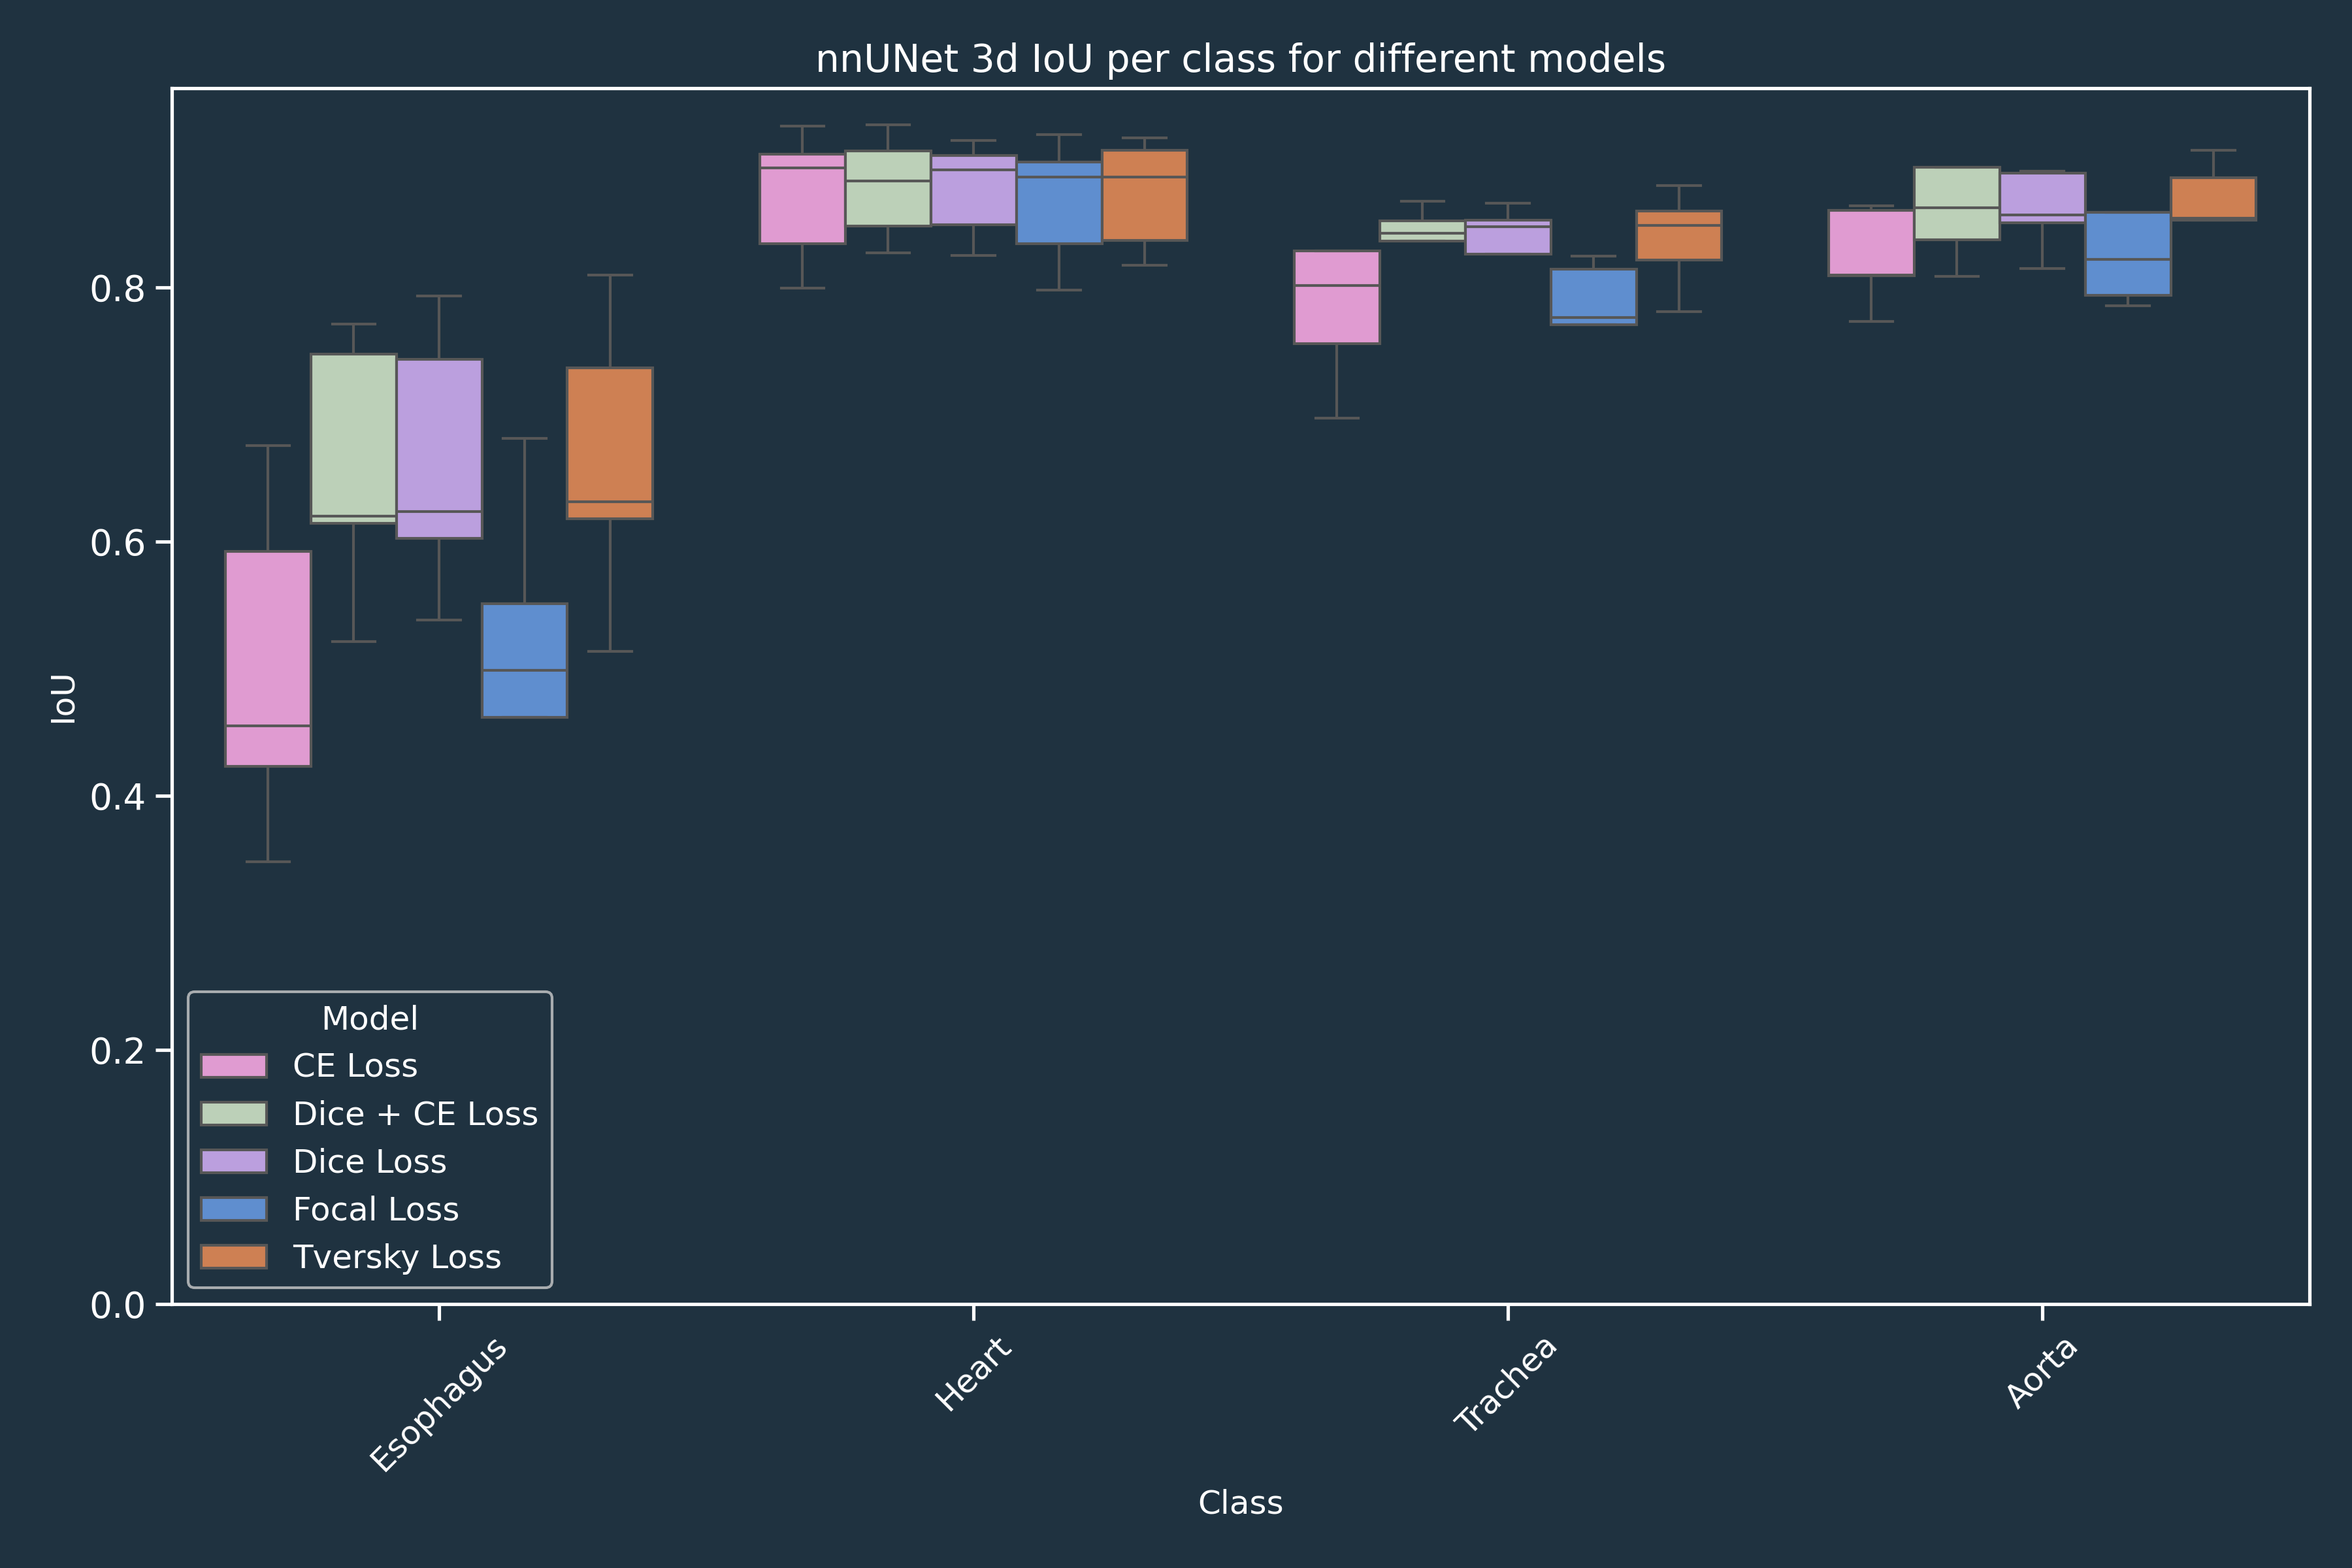 nnUNet 3d IoU per class for different models
IoU
0.8
0.6
0.4
0.2
0.0
Model
CE Loss
Dice + CE Loss
Dice Loss
Focal Loss
Tversky Loss
Esophagus
Heart
Trachea
Aorta
Class